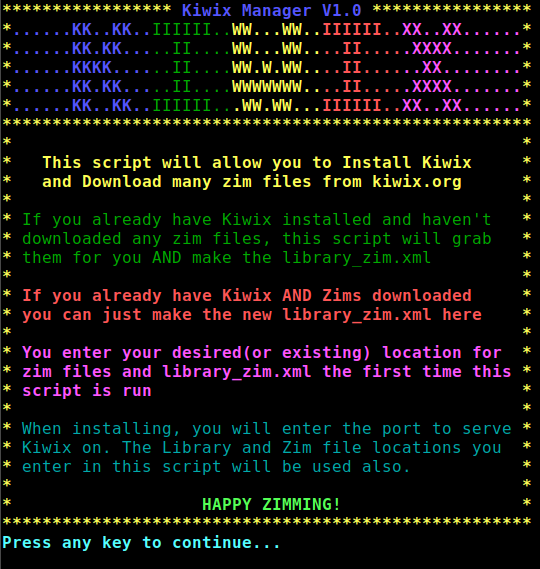 ***************** Kiwix Manager V1.0 ****************
*......KK..KK..IIIIII..WW...WW..IIIIII..XX..XX......*
*......KK.KK.....II....WW...WW....II.....XXXX.......*
*......KKKK......II....WW.W.WW....II......XX........*
*......KK.KK.....II....WWWWWWW....II.....XXXX.......*
*......KK..KK..IIIIII...WW.WW...IIIIII..XX..XX......*
*****************************************************
*                                                   *
*   This script will allow you to Install Kiwix     *
*   and Download many zim files from kiwix.org      *
*                                                   *
* If you already have Kiwix installed and haven't   *
* downloaded any zim files, this script will grab   *
* them for you AND make the library_zim.xml         *
*                                                   *
* If you already have Kiwix AND Zims downloaded     *
* you can just make the new library_zim.xml here    *
*                                                   *
* You enter your desired(or existing) location for  *
* zim files and library_zim.xml the first time this *
* script is run                                     *
*                                                   *
* When installing, you will enter the port to serve *
* Kiwix on. The Library and Zim file locations you  *
* enter in this script will be used also.           *
*                                                   *
*                   HAPPY ZIMMING!                  *
*****************************************************
Press any key to continue...